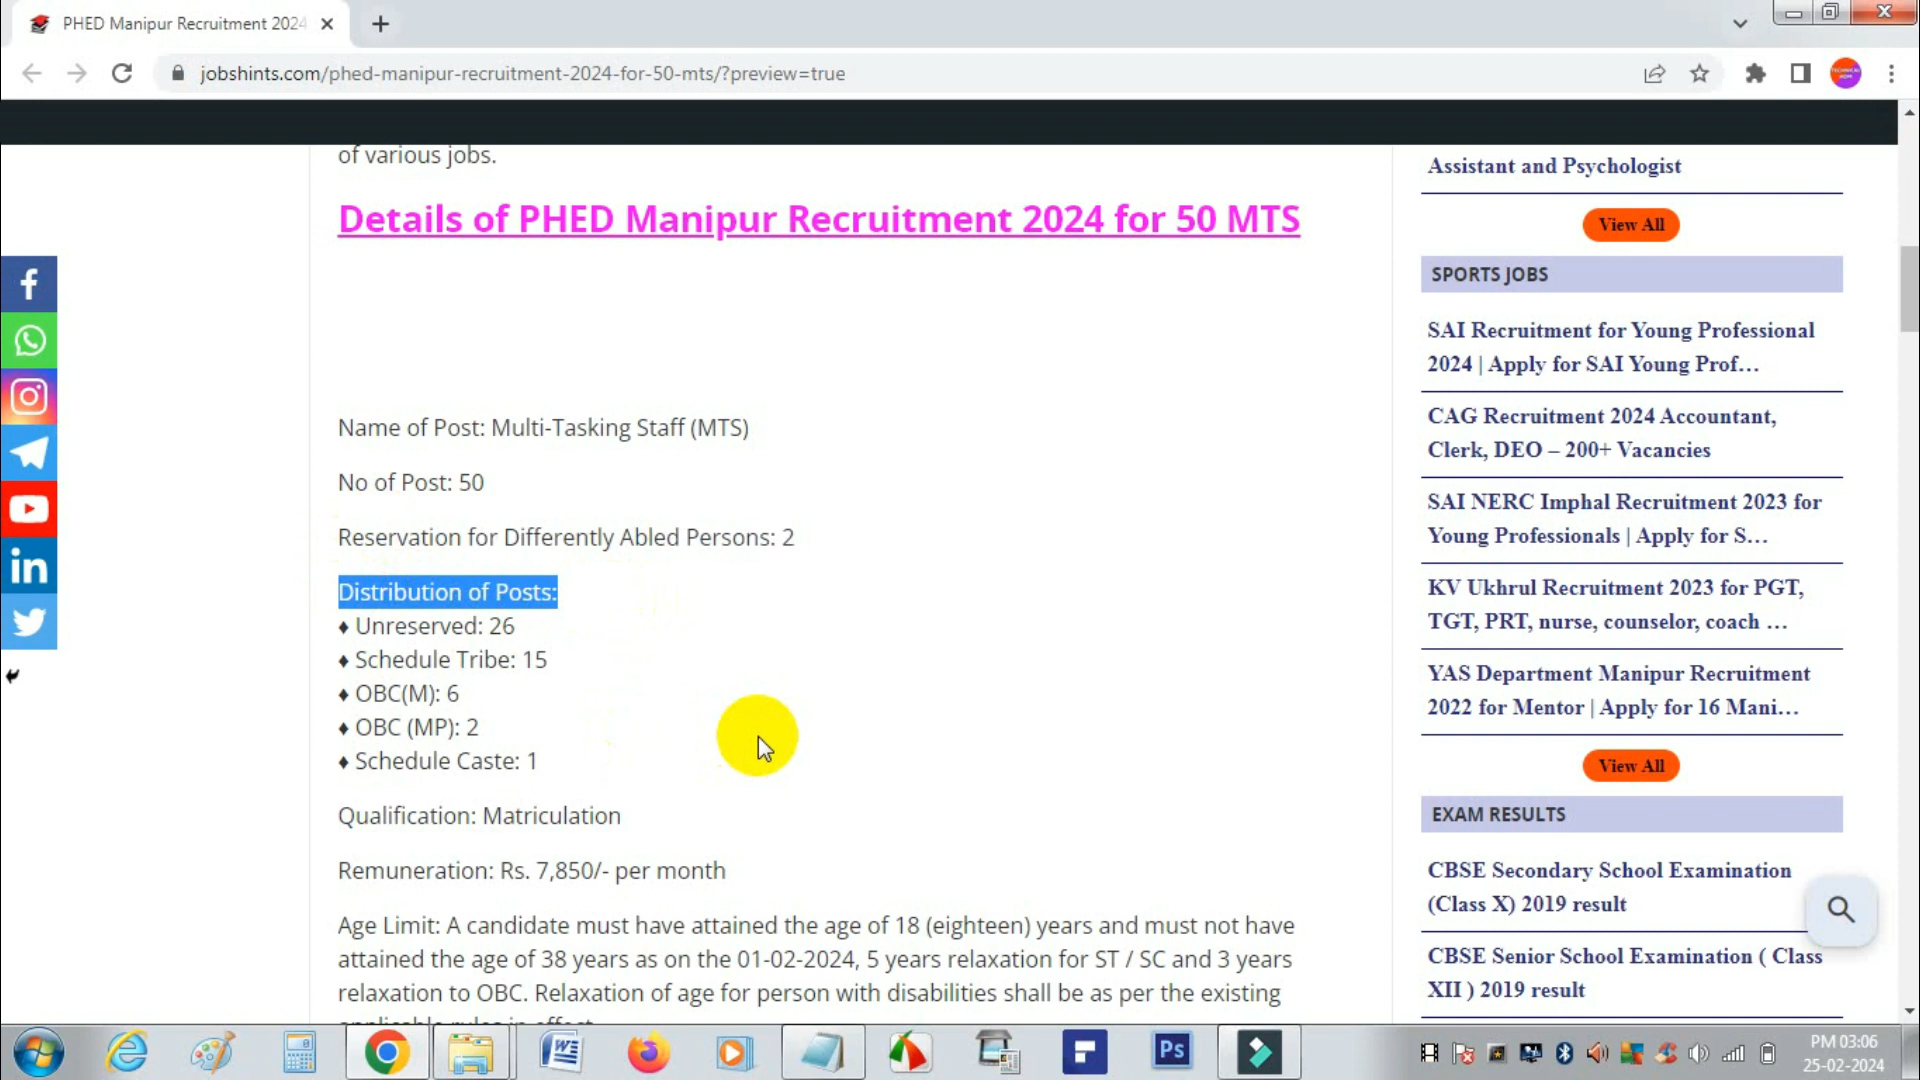 PHED Manipur Recruitment 2024
jobshints.com/phed-manipur-recruitment-2024-for-50-mts/?preview=true
of various jobs.
Details of PHED Manipur Recruitment 2024 for 50 MTS
Name of Post: Multi-Tasking Staff (MTS)
No of Post: 50
Reservation for Differently Abled Persons: 2
Distribution of Posts:
♦ Unreserved: 26
♦ Schedule Tribe: 15
♦ OBC(M): 6
♦ OBC (MP): 2
♦ Schedule Caste: 1
Qualification: Matriculation
Remuneration: Rs. 7,850/- per month
Age Limit: A candidate must have attained the age of 18 (eighteen) years and must not have
attained the age of 38 years as on the 01-02-2024, 5 years relaxation for ST / SC and 3 years
relaxation to OBC. Relaxation of age for person with disabilities shall be as per the existing
applicable rules in effect
Assistant and Psychologist
View All
SPORTS JOBS
SAI Recruitment for Young Professional
2024 | Apply for SAI Young Prof…
CAG Recruitment 2024 Accountant,
Clerk, DEO – 200+ Vacancies
SAI NERC Imphal Recruitment 2023 for
Young Professionals | Apply for S…
KV Ukhrul Recruitment 2023 for PGT,
TGT, PRT, nurse, counselor, coach …
YAS Department Manipur Recruitment
2022 for Mentor | Apply for 16 Mani…
View All
EXAM RESULTS
CBSE Secondary School Examination
(Class X) 2019 result
CBSE Senior School Examination ( Class
XII ) 2019 result
in
Ps
PM 03:06
25-02-2024